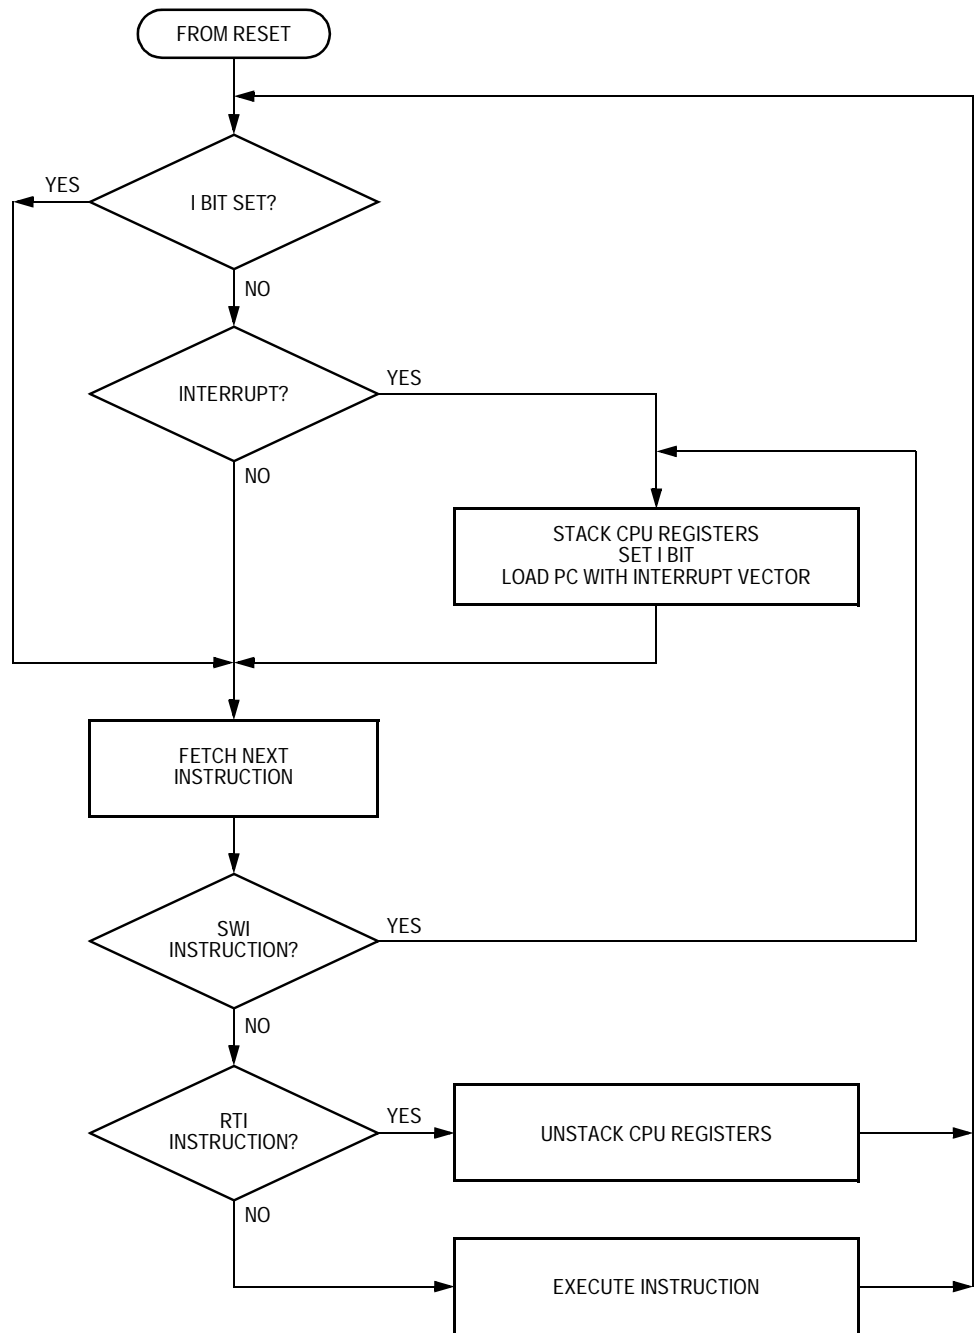 FROM RESET
YES
I BIT SET?
NO
INTERRUPT?
YES
NO
STACK CPU REGISTERS
SET I BIT
LOAD PC WITH INTERRUPT VECTOR
FETCH NEXT
INSTRUCTION
SWI
INSTRUCTION?
YES
NO
RTI
INSTRUCTION?
YES
UNSTACK CPU REGISTERS
NO
EXECUTE INSTRUCTION